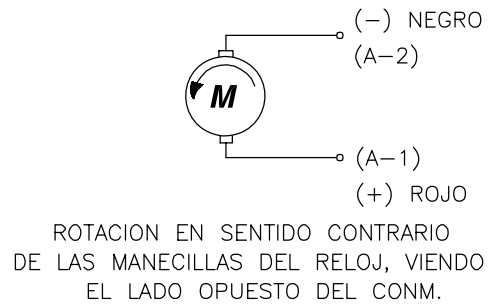 (−) NEGRO
(A−2)
M
(A−1)
(+) ROJO
ROTACION EN SENTIDO CONTRARIO
DE LAS MANECILLAS DEL RELOJ, VIENDO
EL LADO OPUESTO DEL CONM.